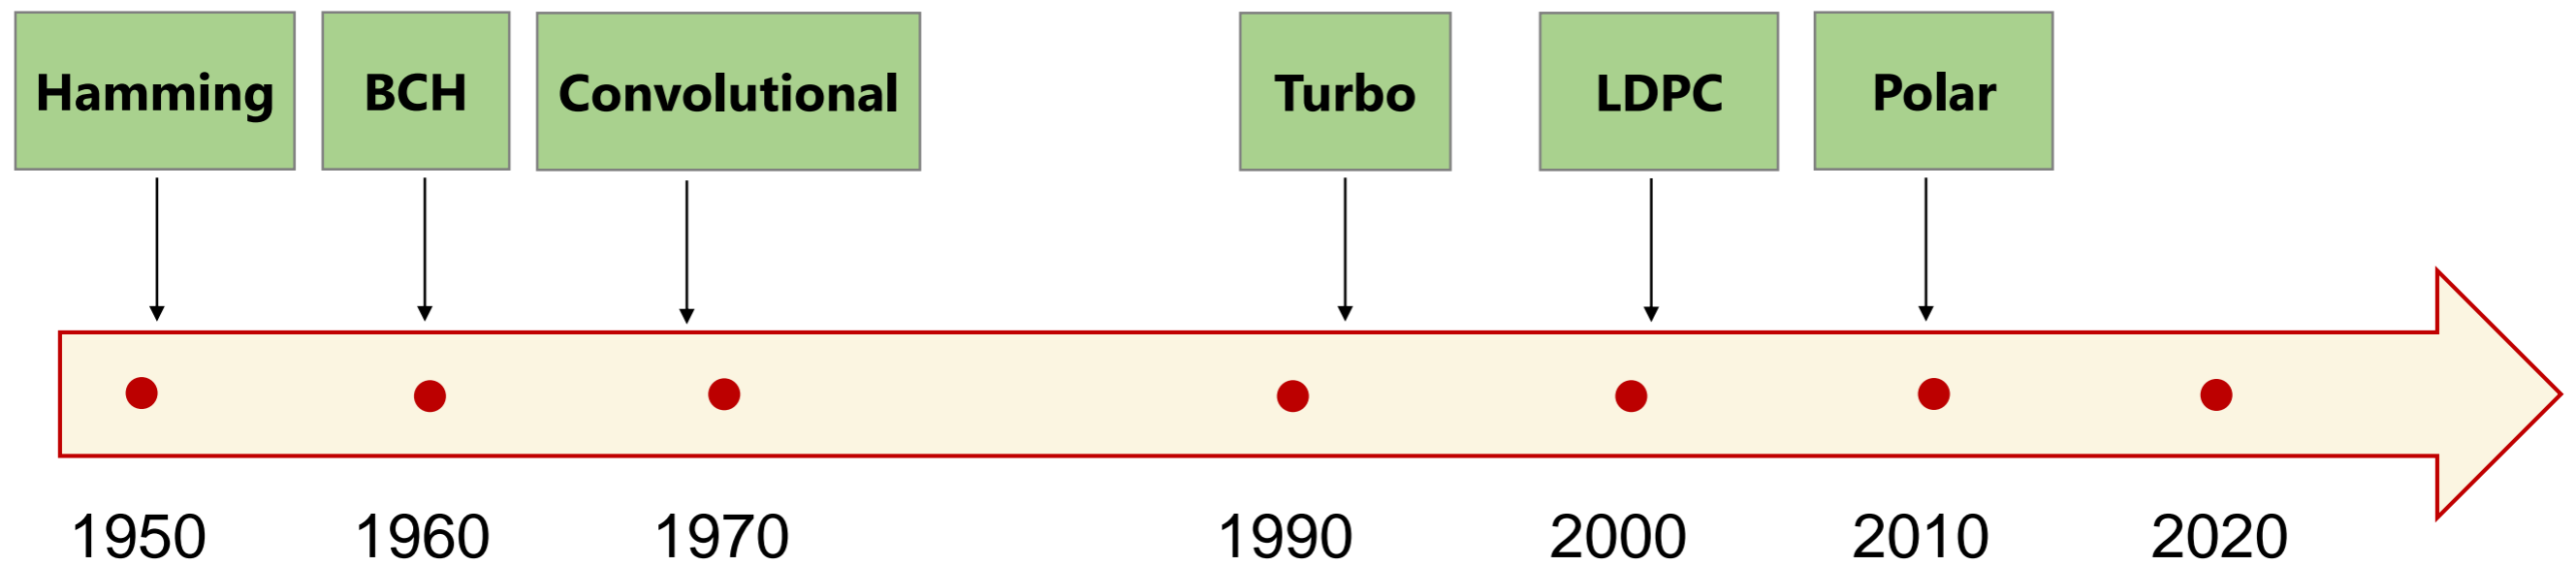 Hamming
BCH
Convolutional
Turbo
LDPC
Polar
1950
1960
1970
1990
2000
2010
2020